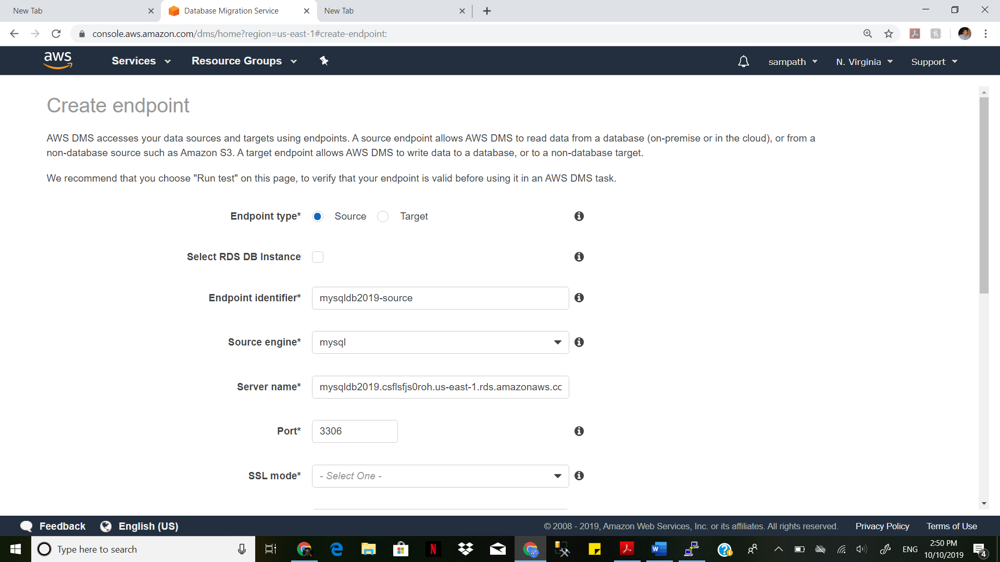 New Tab
Database Migration Service
New Tab
console.aws.amazon.com/dms/home?region=us-east-1#create-endpoint:
aws
Services
Resource Groups
sampath
N. Virginia
Support
Create endpoint
AWS DMS accesses your data sources and targets using endpoints. A source endpoint allows AWS DMS to read data from a database (on-premise or in the cloud), or from a
non-database source such as Amazon S3. A target endpoint allows AWS DMS to write data to a database, or to a non-database target.
We recommend that you choose "Run test" on this page, to verify that your endpoint is valid before using it in an AWS DMS task.
Endpoint type* Source Target
Select RDS DB Instance
Endpoint identifier* mysqldb2019-source
Source engine* mysql
Server name* mysqldb2019.csflsfjs0roh.us-east-1.rds.amazonaws.cc
Port* 3306
SSL mode* - Select One -
Feedback
English (US)
© 2008 - 2019, Amazon Web Services, Inc. or its affiliates. All rights reserved.
Privacy Policy
Terms of Use
Type here to search
ENG
2:50 PM
10/10/2019
4